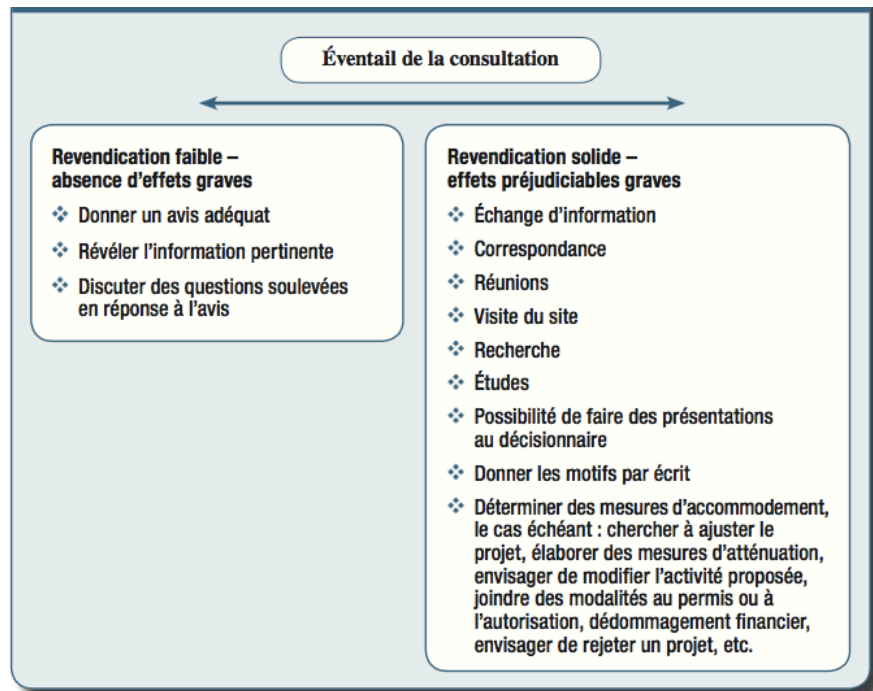 Éventail de la consultation
Revendication faible –
absence d'effets graves
❖ Donner un avis adéquat
❖ Révéler l'information pertinente
❖ Discuter des questions soulevées
en réponse à l'avis
Revendication solide –
effets préjudiciables graves
❖ Échange d'information
❖ Correspondance
❖ Réunions
❖ Visite du site
❖ Recherche
❖ Études
❖ Possibilité de faire des présentations
au décisionnaire
❖ Donner les motifs par écrit
❖ Déterminer des mesures d'accommodement,
le cas échéant : chercher à ajuster le
projet, élaborer des mesures d'atténuation,
envisager de modifier l'activité proposée,
joindre des modalités au permis ou à
l'autorisation, dédommagement financier,
envisager de rejeter un projet, etc.